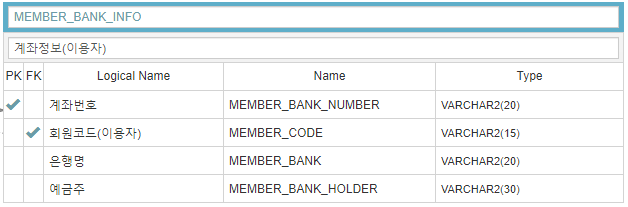 MEMBER_BANK_INFO
계좌정보(이용자)
PK FK Logical Name Name Type
계좌번호 MEMBER_BANK_NUMBER VARCHAR2(20)
회원코드(이용자) MEMBER_CODE VARCHAR2(15)
은행명 MEMBER_BANK VARCHAR2(20)
예금주 MEMBER_BANK_HOLDER VARCHAR2(30)